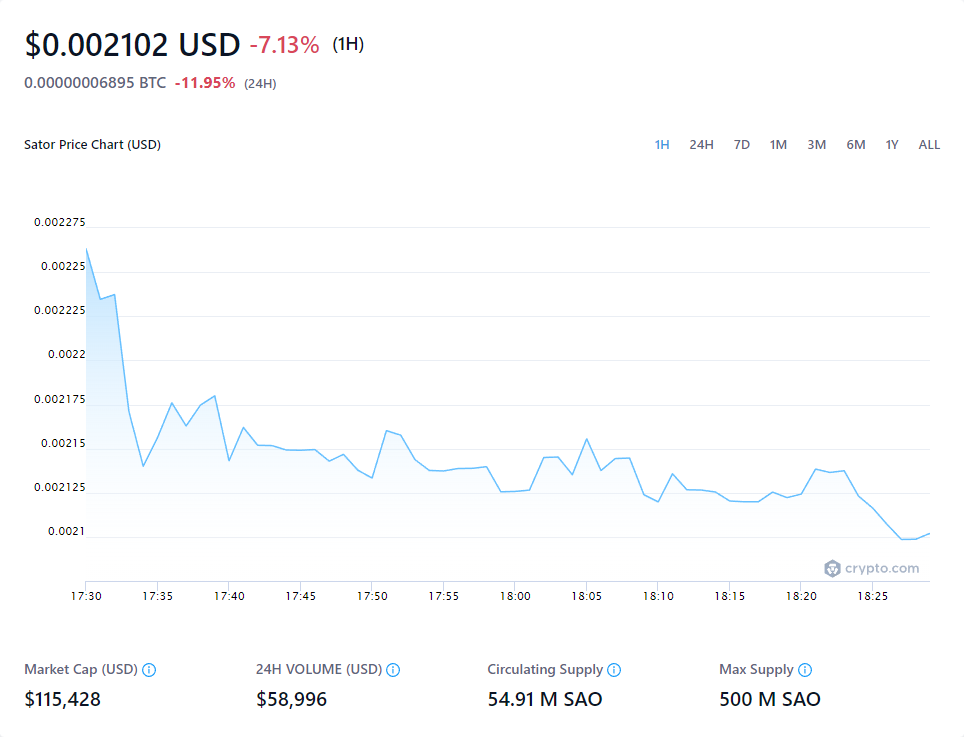 $0.002102 USD -7.13% (1H)
0.00000006895 BTC -11.95% (24H)
Sator Price Chart (USD) 1H 24H 7D 1M 3M 6M 1Y ALL
0.002275
0.00225
0.002225
0.0022
0.002175
0.00215
0.002125
0.0021
crypto.com
17:30 17:35 17:40 17:45 17:50 17:55 18:00 18:05 18:10 18:15 18:20 18:25
Market Cap (USD) 24H VOLUME (USD) Circulating Supply Max Supply
$115,428 $58,996 54.91 M SAO 500 M SAO